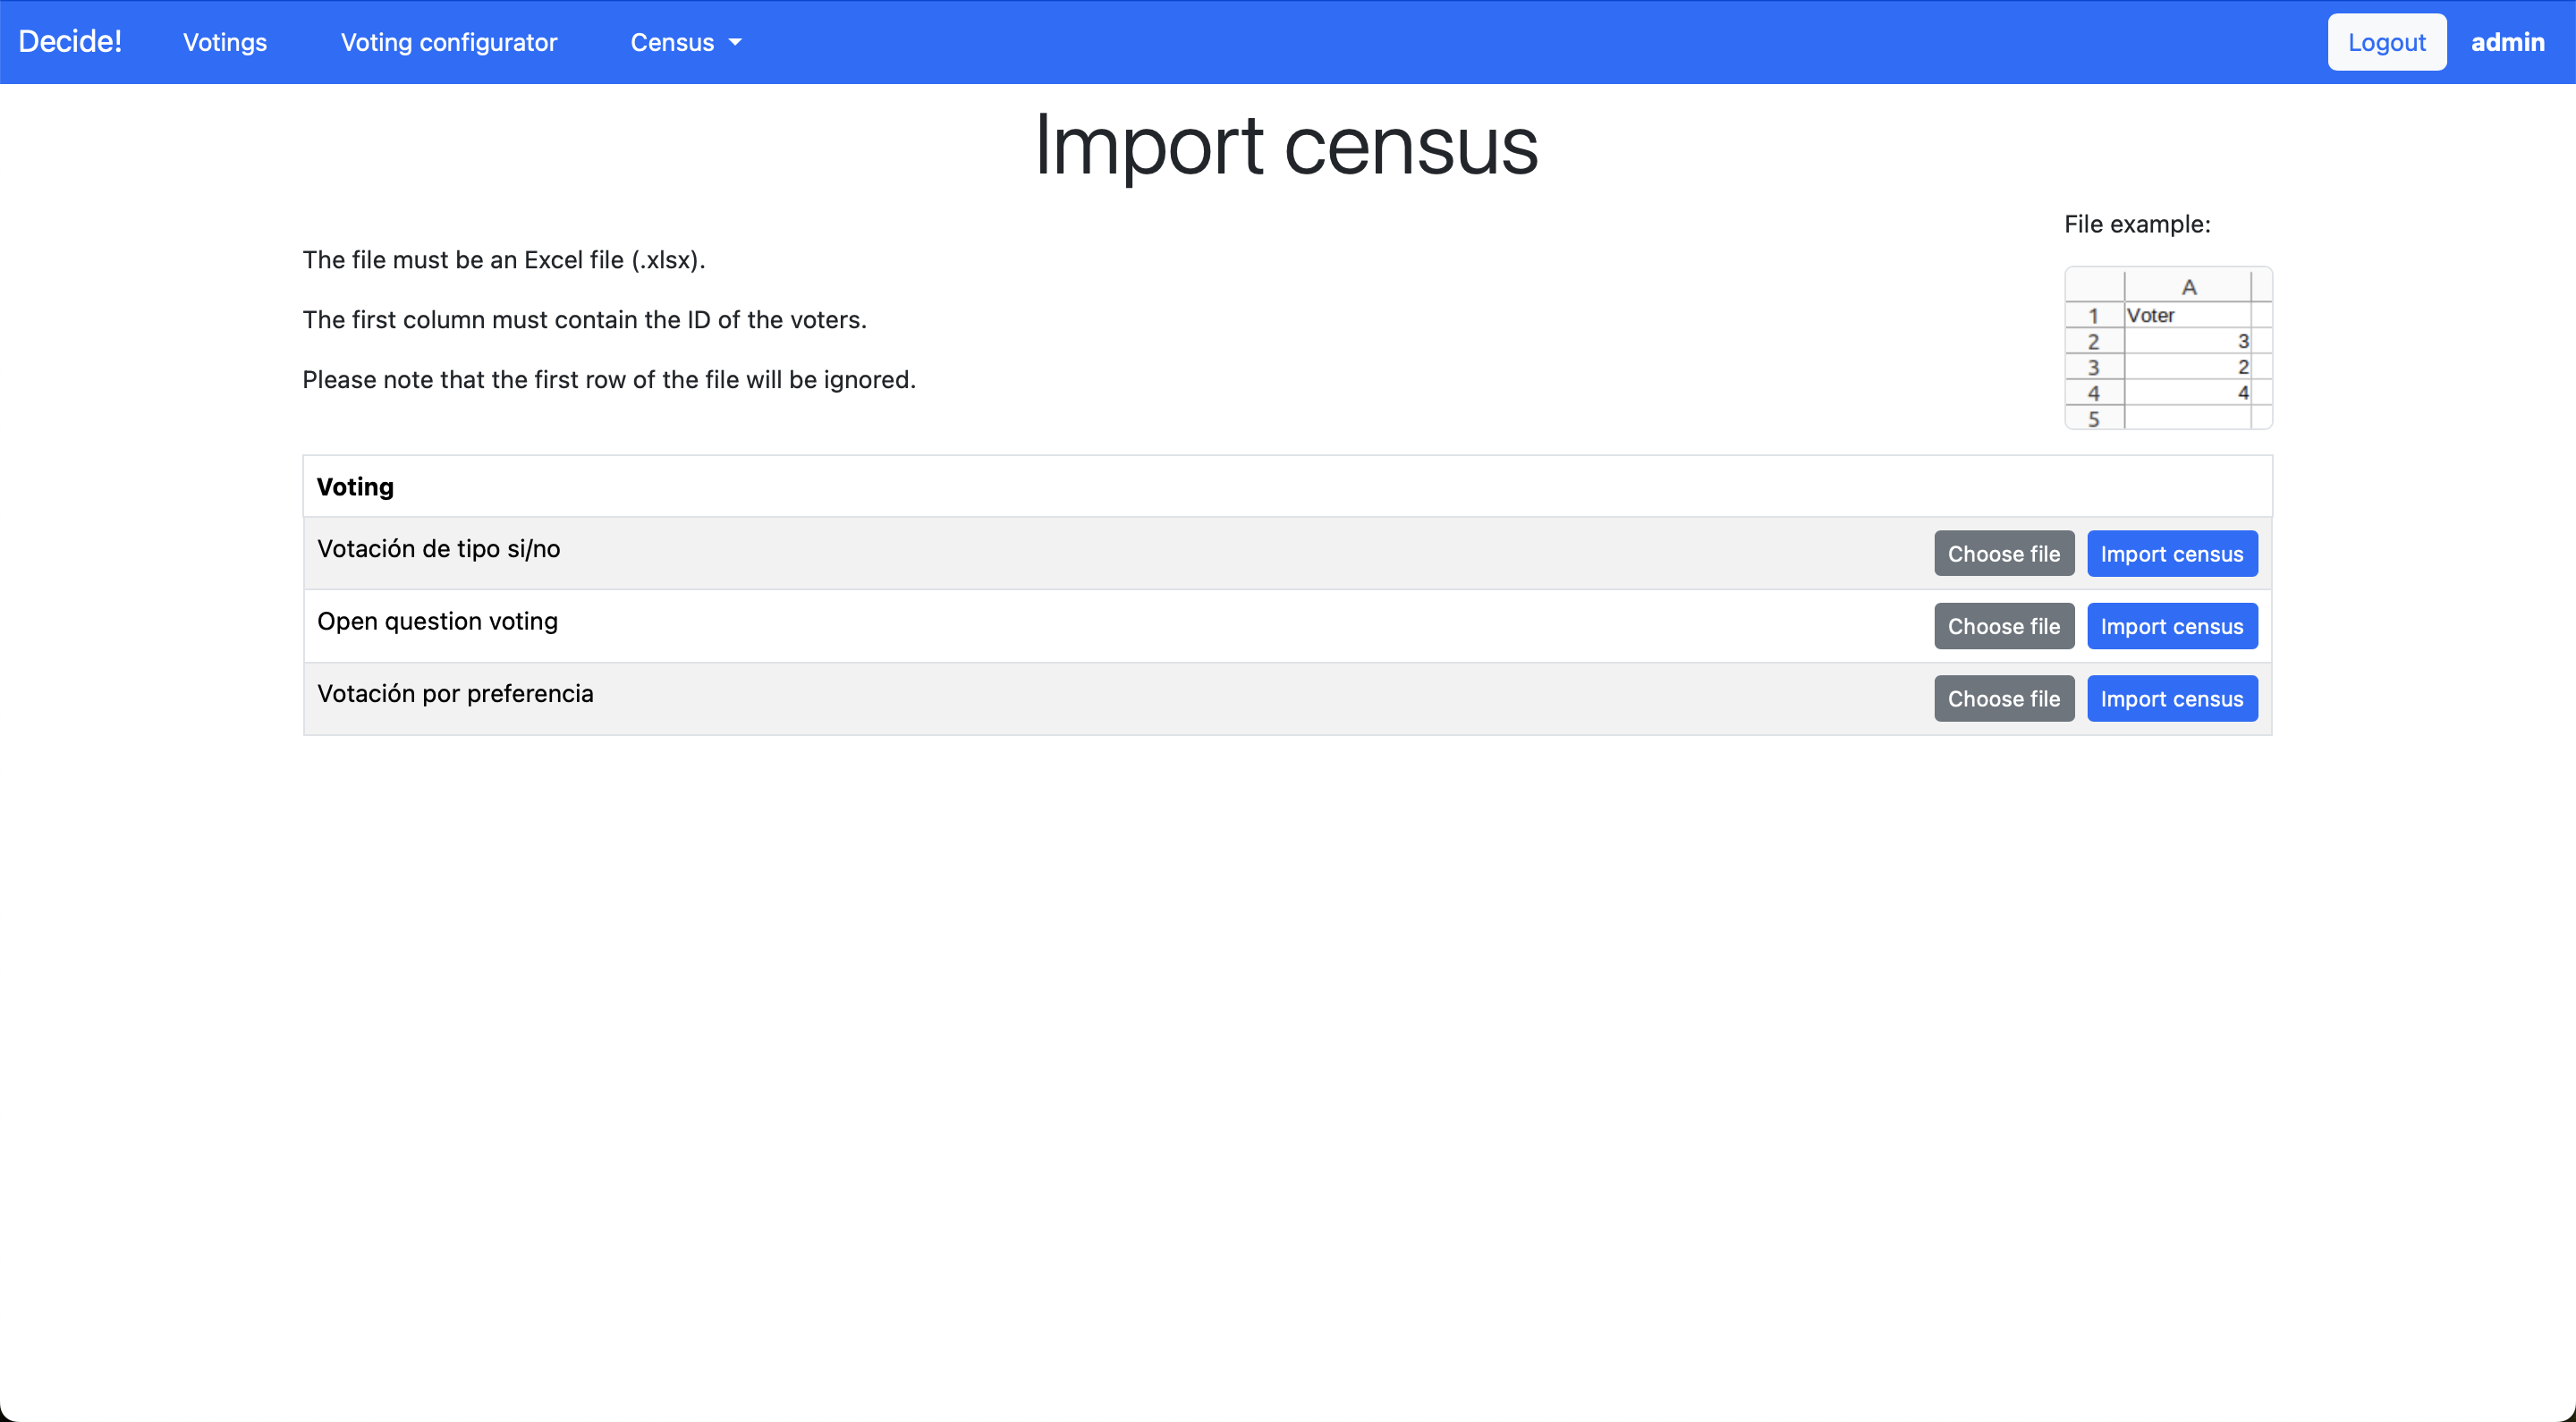 Decide! Votings Voting configurator Census Logout admin
Import census
File example:
The file must be an Excel file (.xlsx).
The first column must contain the ID of the voters.
Please note that the first row of the file will be ignored.
A
1 Voter
2 3
3 2
4 4
5
Voting
Votación de tipo si/no Choose file Import census
Open question voting Choose file Import census
Votación por preferencia Choose file Import census